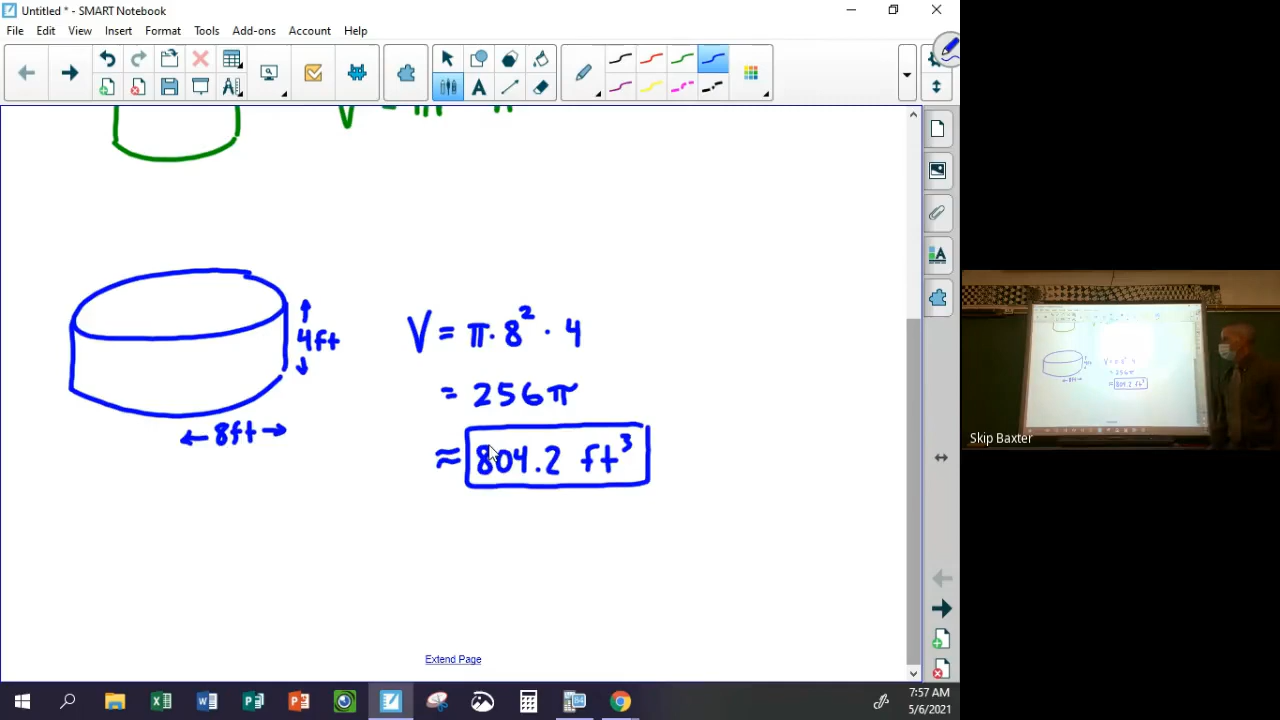 Untitled * - SMART Notebook
File Edit View Insert Format Tools Add-ons Account Help
4ft
8ft
V = π · 8² · 4
= 256π
≈ 804.2 ft³
Extend Page
Skip Baxter
7:57 AM
5/6/2021